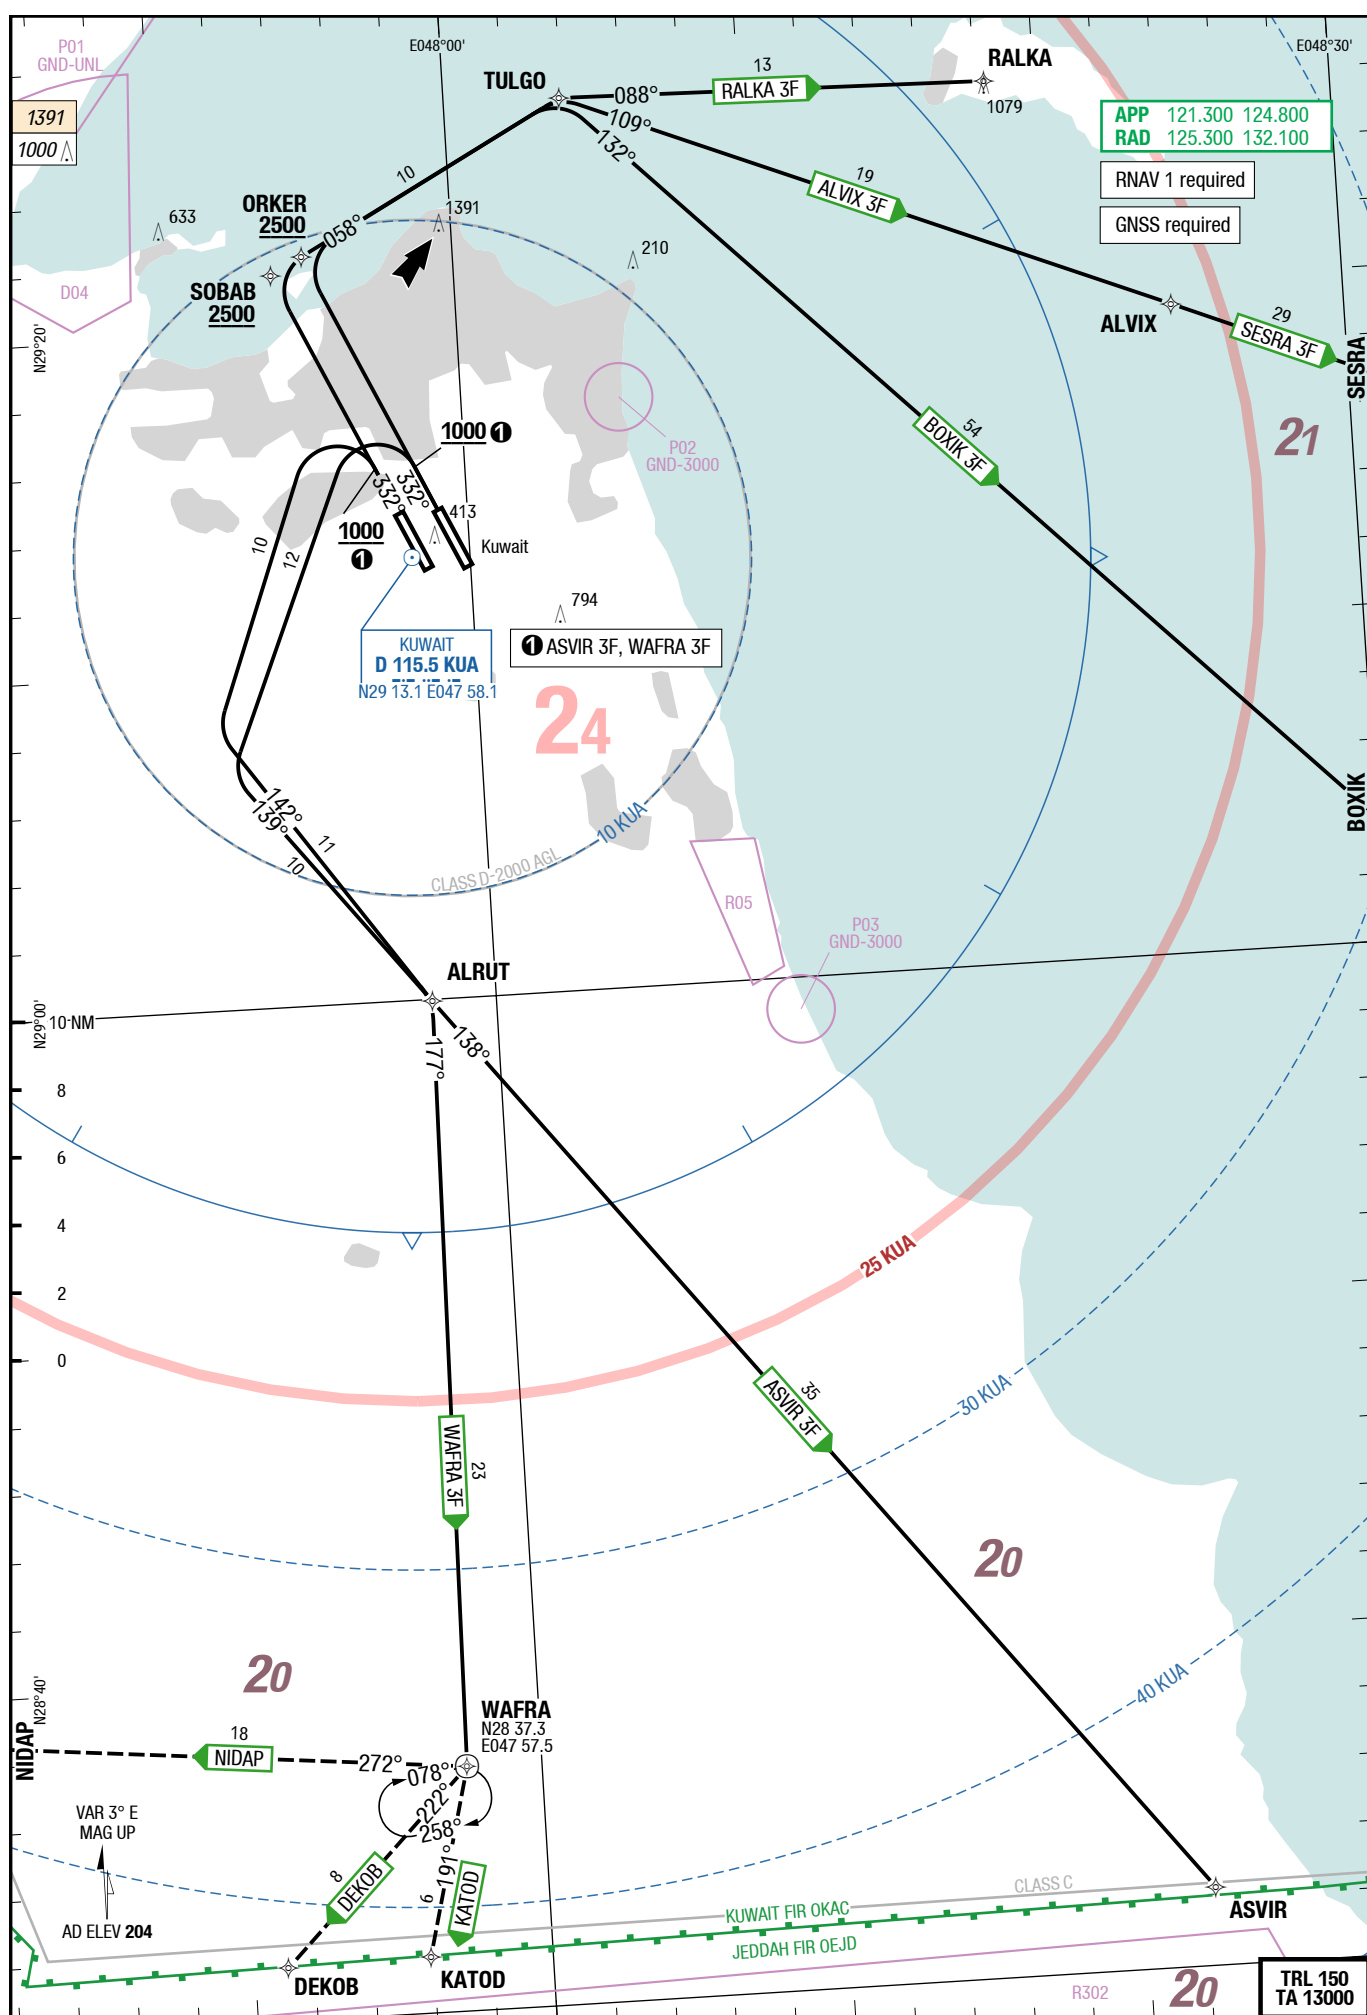 P01
GND-UNL
E048°00'
E048°30'
1391
1000
TULGO
088°
13
RALKA 3F
RALKA
1079
APP 121.300 124.800
RAD 125.300 132.100
RNAV 1 required
GNSS required
109°
132°
10
19
ALVIX 3F
ORKER
2500
058°
1391
633
210
SOBAB
2500
D04
N29°20'
ALVIX
29
SESRA 3F
SESRA
54
BOXIK 3F
21
1000 1
P02
GND-3000
332°
332°
413
Kuwait
1000
1
10
12
794
KUWAIT
D 115.5 KUA
N29 13.1 E047 58.1
1 ASVIR 3F, WAFRA 3F
24
BOXIK
142°
139°
11
10
10 KUA
CLASS D-2000 AGL
R05
P03
GND-3000
ALRUT
N29°00'
10 NM
8
6
4
2
0
177°
138°
25 KUA
35
ASVIR 3F
30 KUA
WAFRA 3F
23
20
40 KUA
20
N28°40'
NIDAP
18
NIDAP
272°
WAFRA
N28 37.3
E047 57.5
078°
222°
258°
191°
8
DEKOB
6
KATOD
VAR 3° E
MAG UP
AD ELEV 204
CLASS C
KUWAIT FIR OKAC
JEDDAH FIR OEJD
ASVIR
DEKOB
KATOD
R302
20
TRL 150
TA 13000